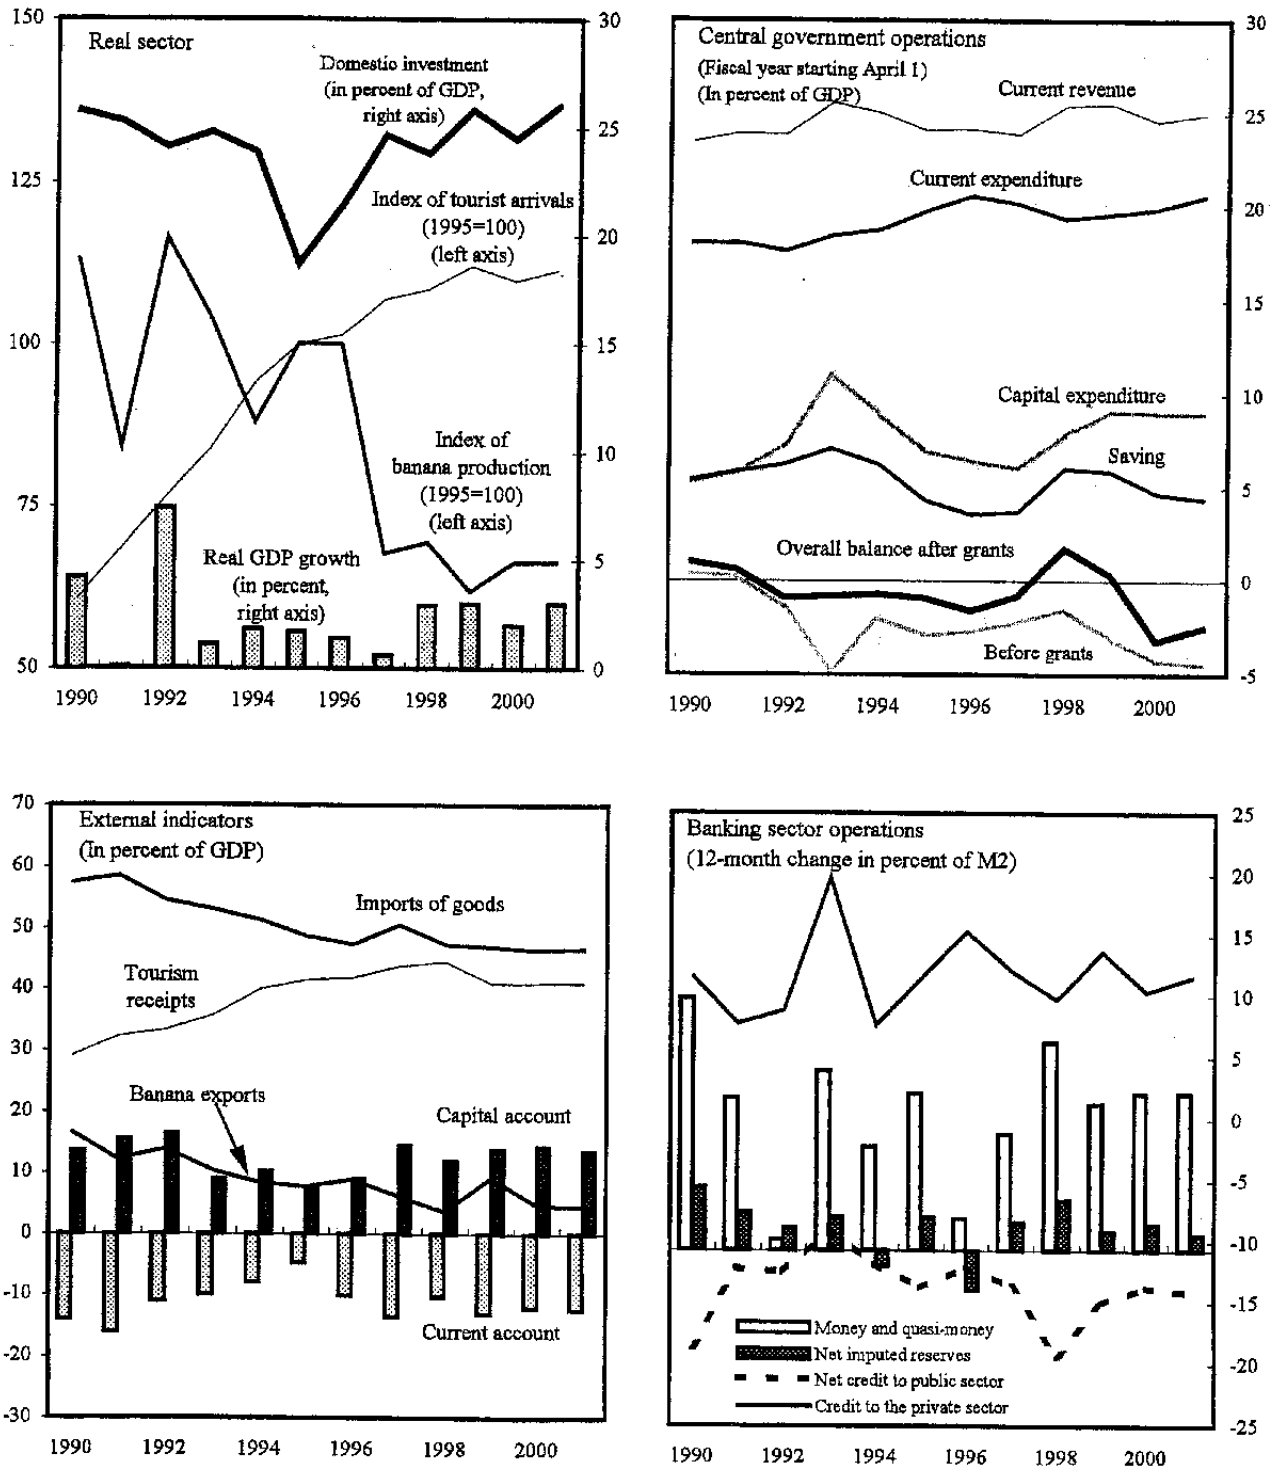 Real sector
Domestic investment
(in percent of GDP,
right axis)
Index of tourist arrivals
(1995=100)
(left axis)
Index of
banana production
(1995=100)
(left axis)
Real GDP growth
(in percent,
right axis)
150
125
100
75
50
30
25
20
15
10
5
0
1990 1992 1994 1996 1998 2000
Central government operations
(Fiscal year starting April 1)
(In percent of GDP)
Current revenue
Current expenditure
Capital expenditure
Saving
Overall balance after grants
Before grants
30
25
20
15
10
5
0
-5
1990 1992 1994 1996 1998 2000
External indicators
(In percent of GDP)
Imports of goods
Tourism
receipts
Banana exports
Capital account
Current account
70
60
50
40
30
20
10
0
-10
-20
-30
1990 1992 1994 1996 1998 2000
Banking sector operations
(12-month change in percent of M2)
Money and quasi-money
Net imputed reserves
Net credit to public sector
Credit to the private sector
25
20
15
10
5
0
-5
-10
-15
-20
-25
1990 1992 1994 1996 1998 2000